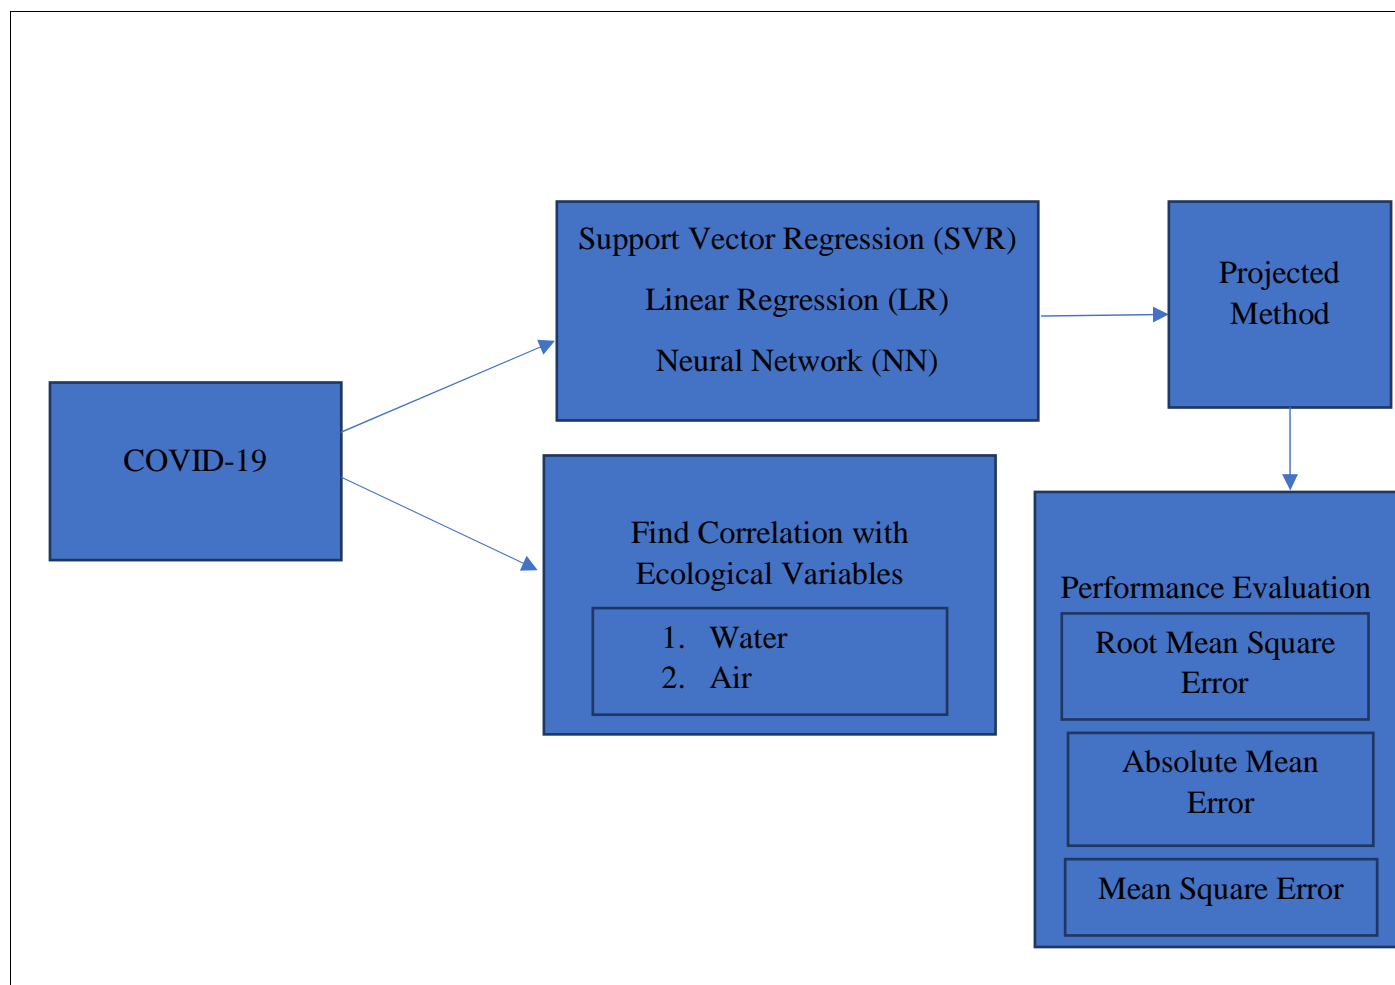 COVID-19
Support Vector Regression (SVR)
Linear Regression (LR)
Neural Network (NN)
Projected
Method
Find Correlation with
Ecological Variables
1. Water
2. Air
Performance Evaluation
Root Mean Square
Error
Absolute Mean
Error
Mean Square Error